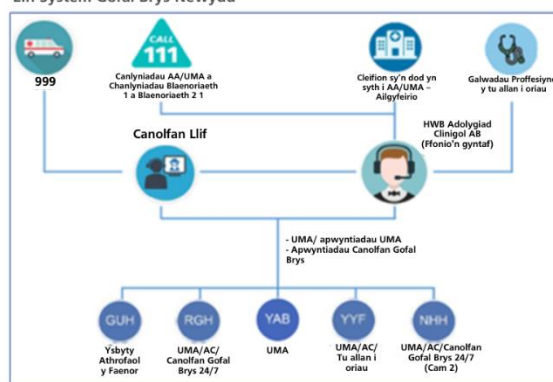 Ein System Gofal Brys Newydd
CALL
111
999
Canlyniadau AA/UMA a
Chanlyniadau Blaenoriaeth
1 a Blaenoriaeth 2 1
Cleifion sy'n dod yn
syth i AA/UMA –
Ailgyfeirio
Galwadau Proffesiyno
y tu allan i oriau
Canolfan Llif
HWB Adolygiad
Clinigol AB
(Ffonio'n gyntaf)
- UMA/ apwyntiadau UMA
- Apwyntiadau Canolfan Gofal
Brys
GUH
RGH
YAB
YYF
NHH
Ysbyty
Athrofaol
y Faenor
UMA/AC/
Canolfan Gofal
Brys 24/7
UMA
UMA/AC/
Tu allan i
oriau
UMA/AC/Canolfan
Gofal Brys 24/7
(Cam 2)